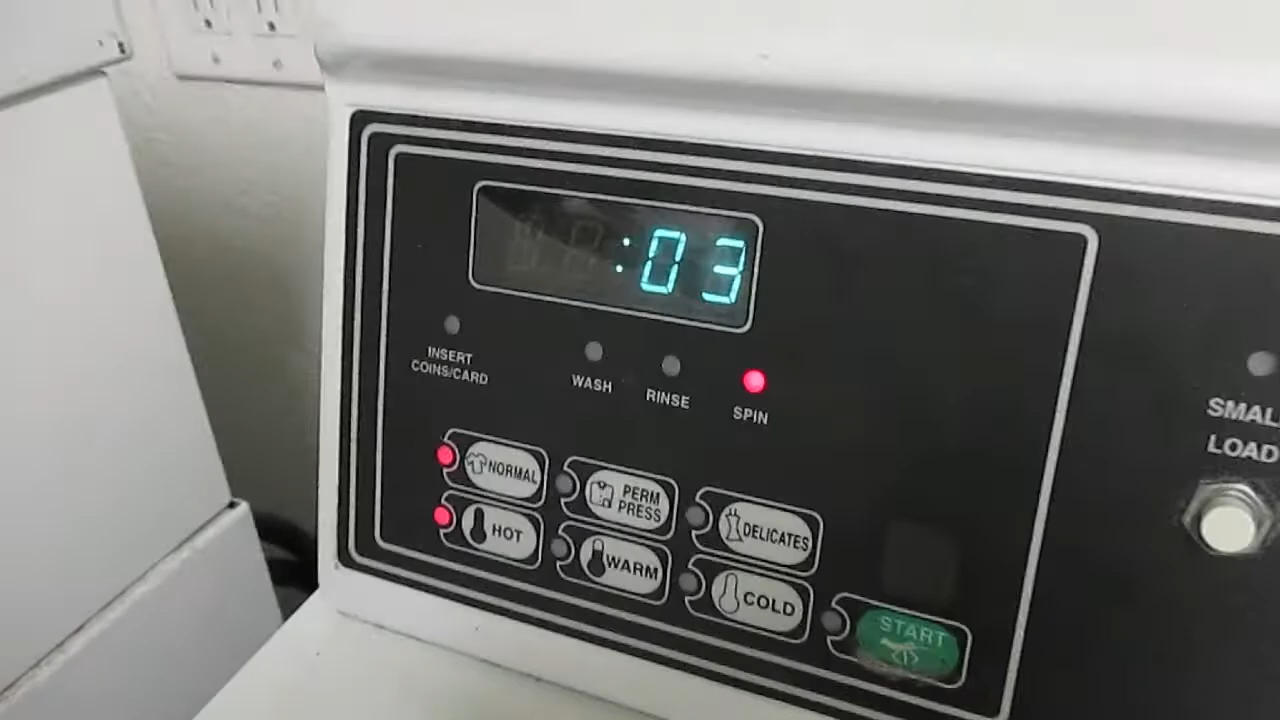 :03
INSERT
COINS/CARD
WASH
RINSE
SPIN
NORMAL
PERM
PRESS
DELICATES
HOT
WARM
COLD
START
SMAL
LOAD